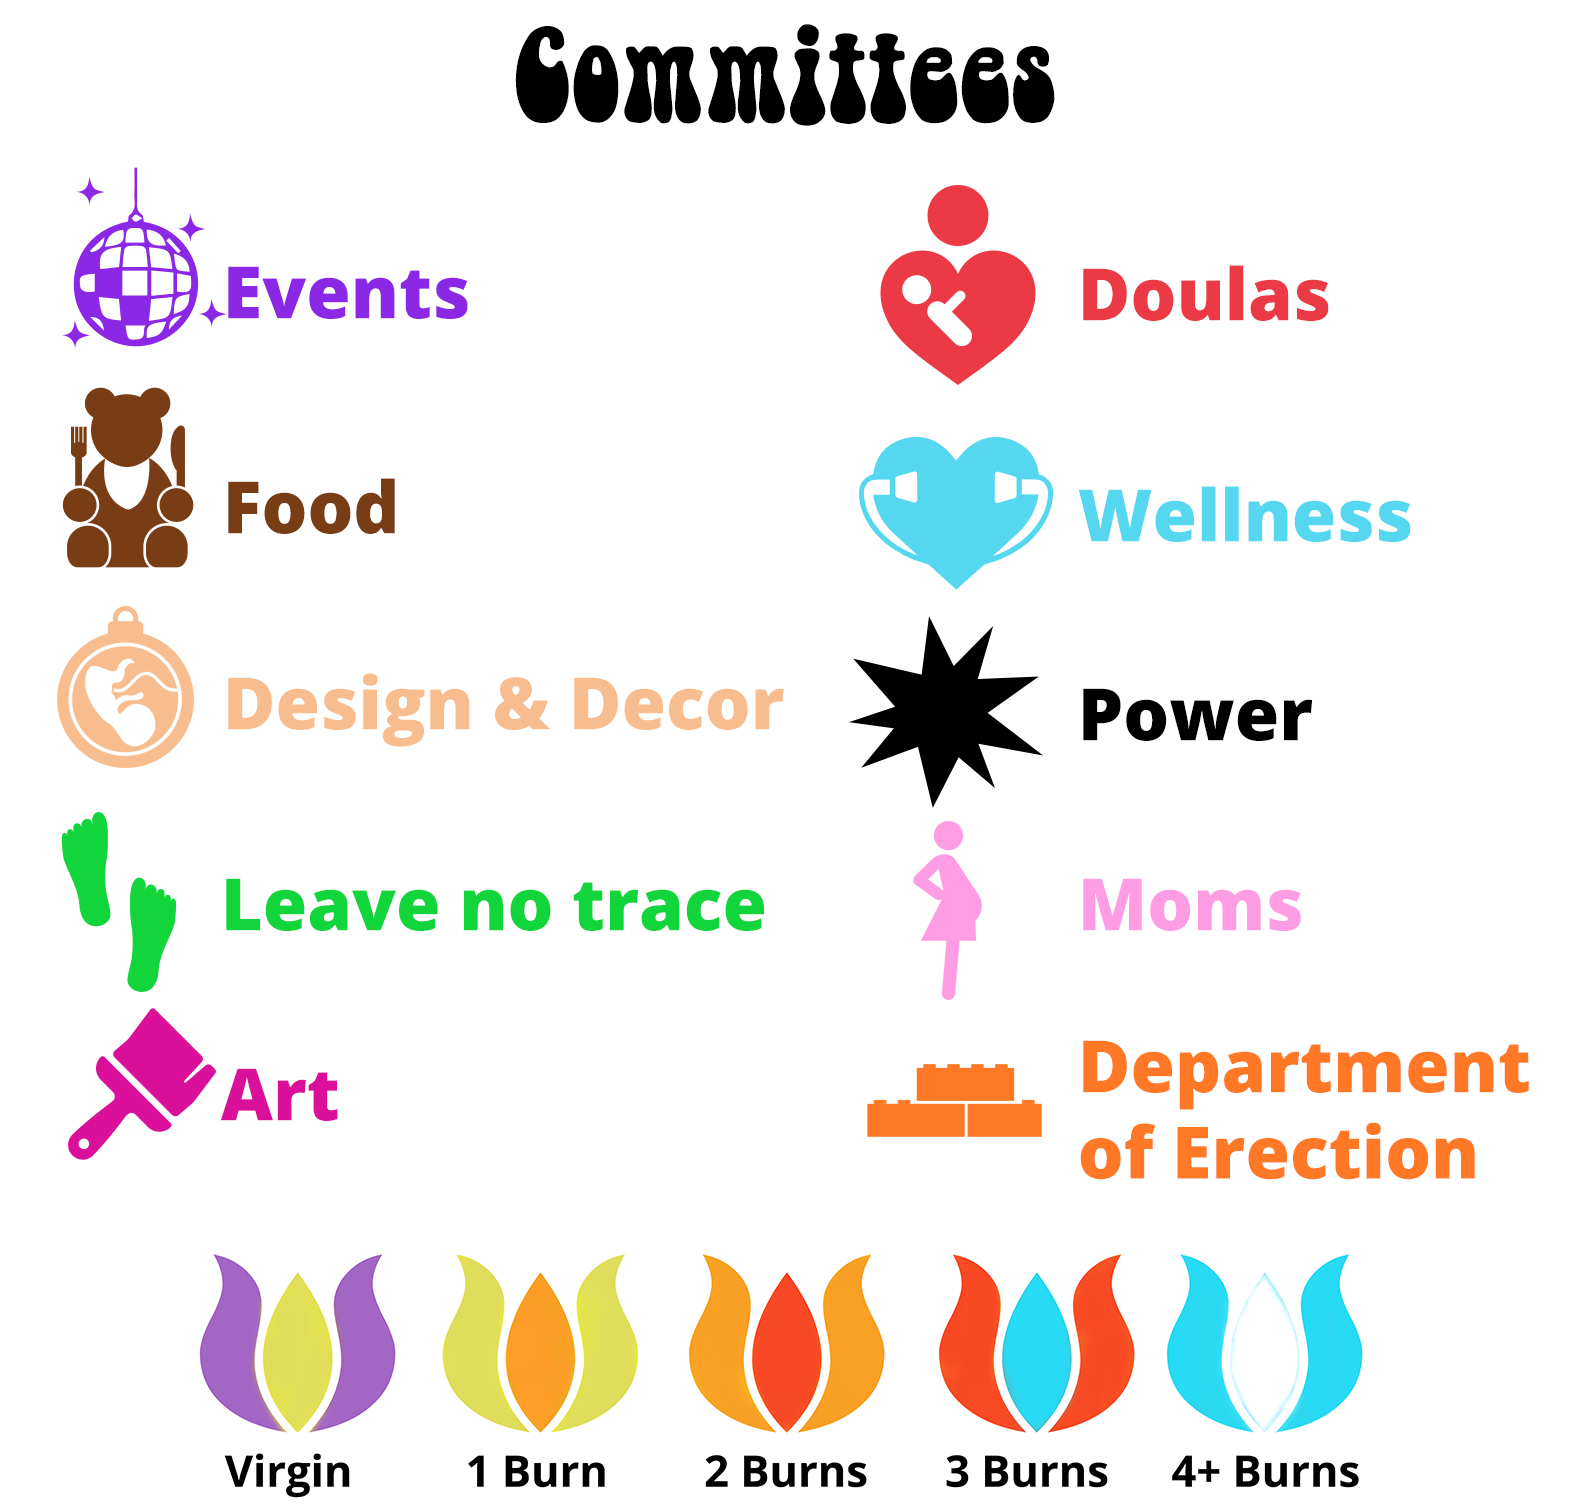 Committees
Events
Food
Design & Decor
Leave no trace
Art
Doulas
Wellness
Power
Moms
Department
of Erection
Virgin
1 Burn
2 Burns
3 Burns
4+ Burns